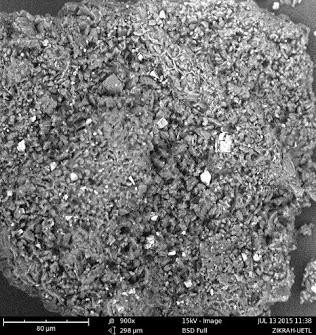 80 μm 900x 15kV - Image JUL 13 2015 11:38
298 μm BSD Full ZIKRAH-UETL